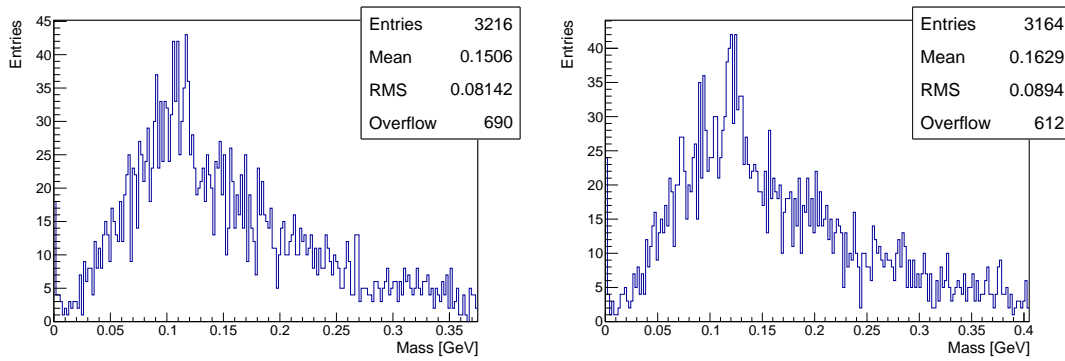 Entries
45
40
35
30
25
20
15
10
5
0
0 0.05 0.1 0.15 0.2 0.25 0.3 0.35
Mass [GeV]
Entries 3216
Mean 0.1506
RMS 0.08142
Overflow 690
Entries
40
35
30
25
20
15
10
5
0
0 0.05 0.1 0.15 0.2 0.25 0.3 0.35 0.4
Mass [GeV]
Entries 3164
Mean 0.1629
RMS 0.0894
Overflow 612